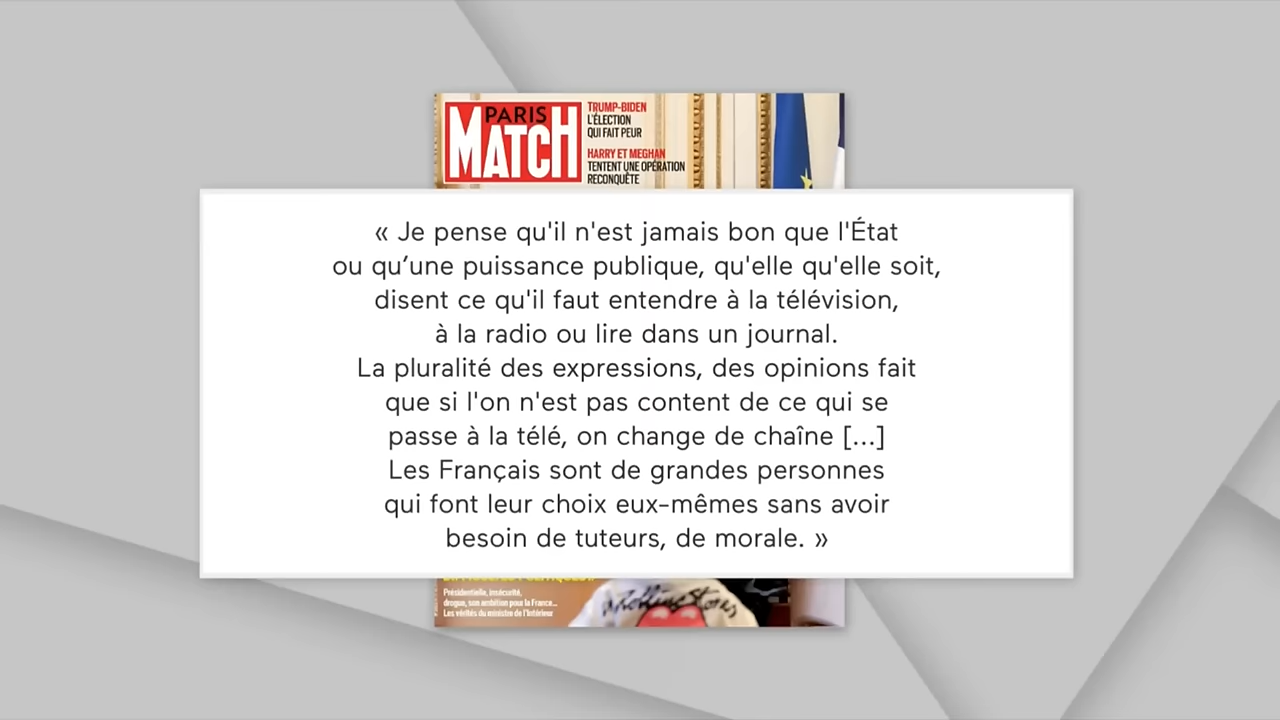 PARIS
MATCH
TRUMP-BIDEN
L'ÉLECTION
QUI FAIT PEUR
HARRY ET MEGHAN
TENTENT UNE OPÉRATION
RECONQUÊTE
« Je pense qu'il n'est jamais bon que l'État
ou qu’une puissance publique, qu'elle qu'elle soit,
disent ce qu'il faut entendre à la télévision,
à la radio ou lire dans un journal.
La pluralité des expressions, des opinions fait
que si l'on n'est pas content de ce qui se
passe à la télé, on change de chaîne [...]
Les Français sont de grandes personnes
qui font leur choix eux-mêmes sans avoir
besoin de tuteurs, de morale. »
Présidentielle, insécurité,
drogue, son ambition pour la France...
Les vérités du ministre de l'Intérieur
Rolling Stones